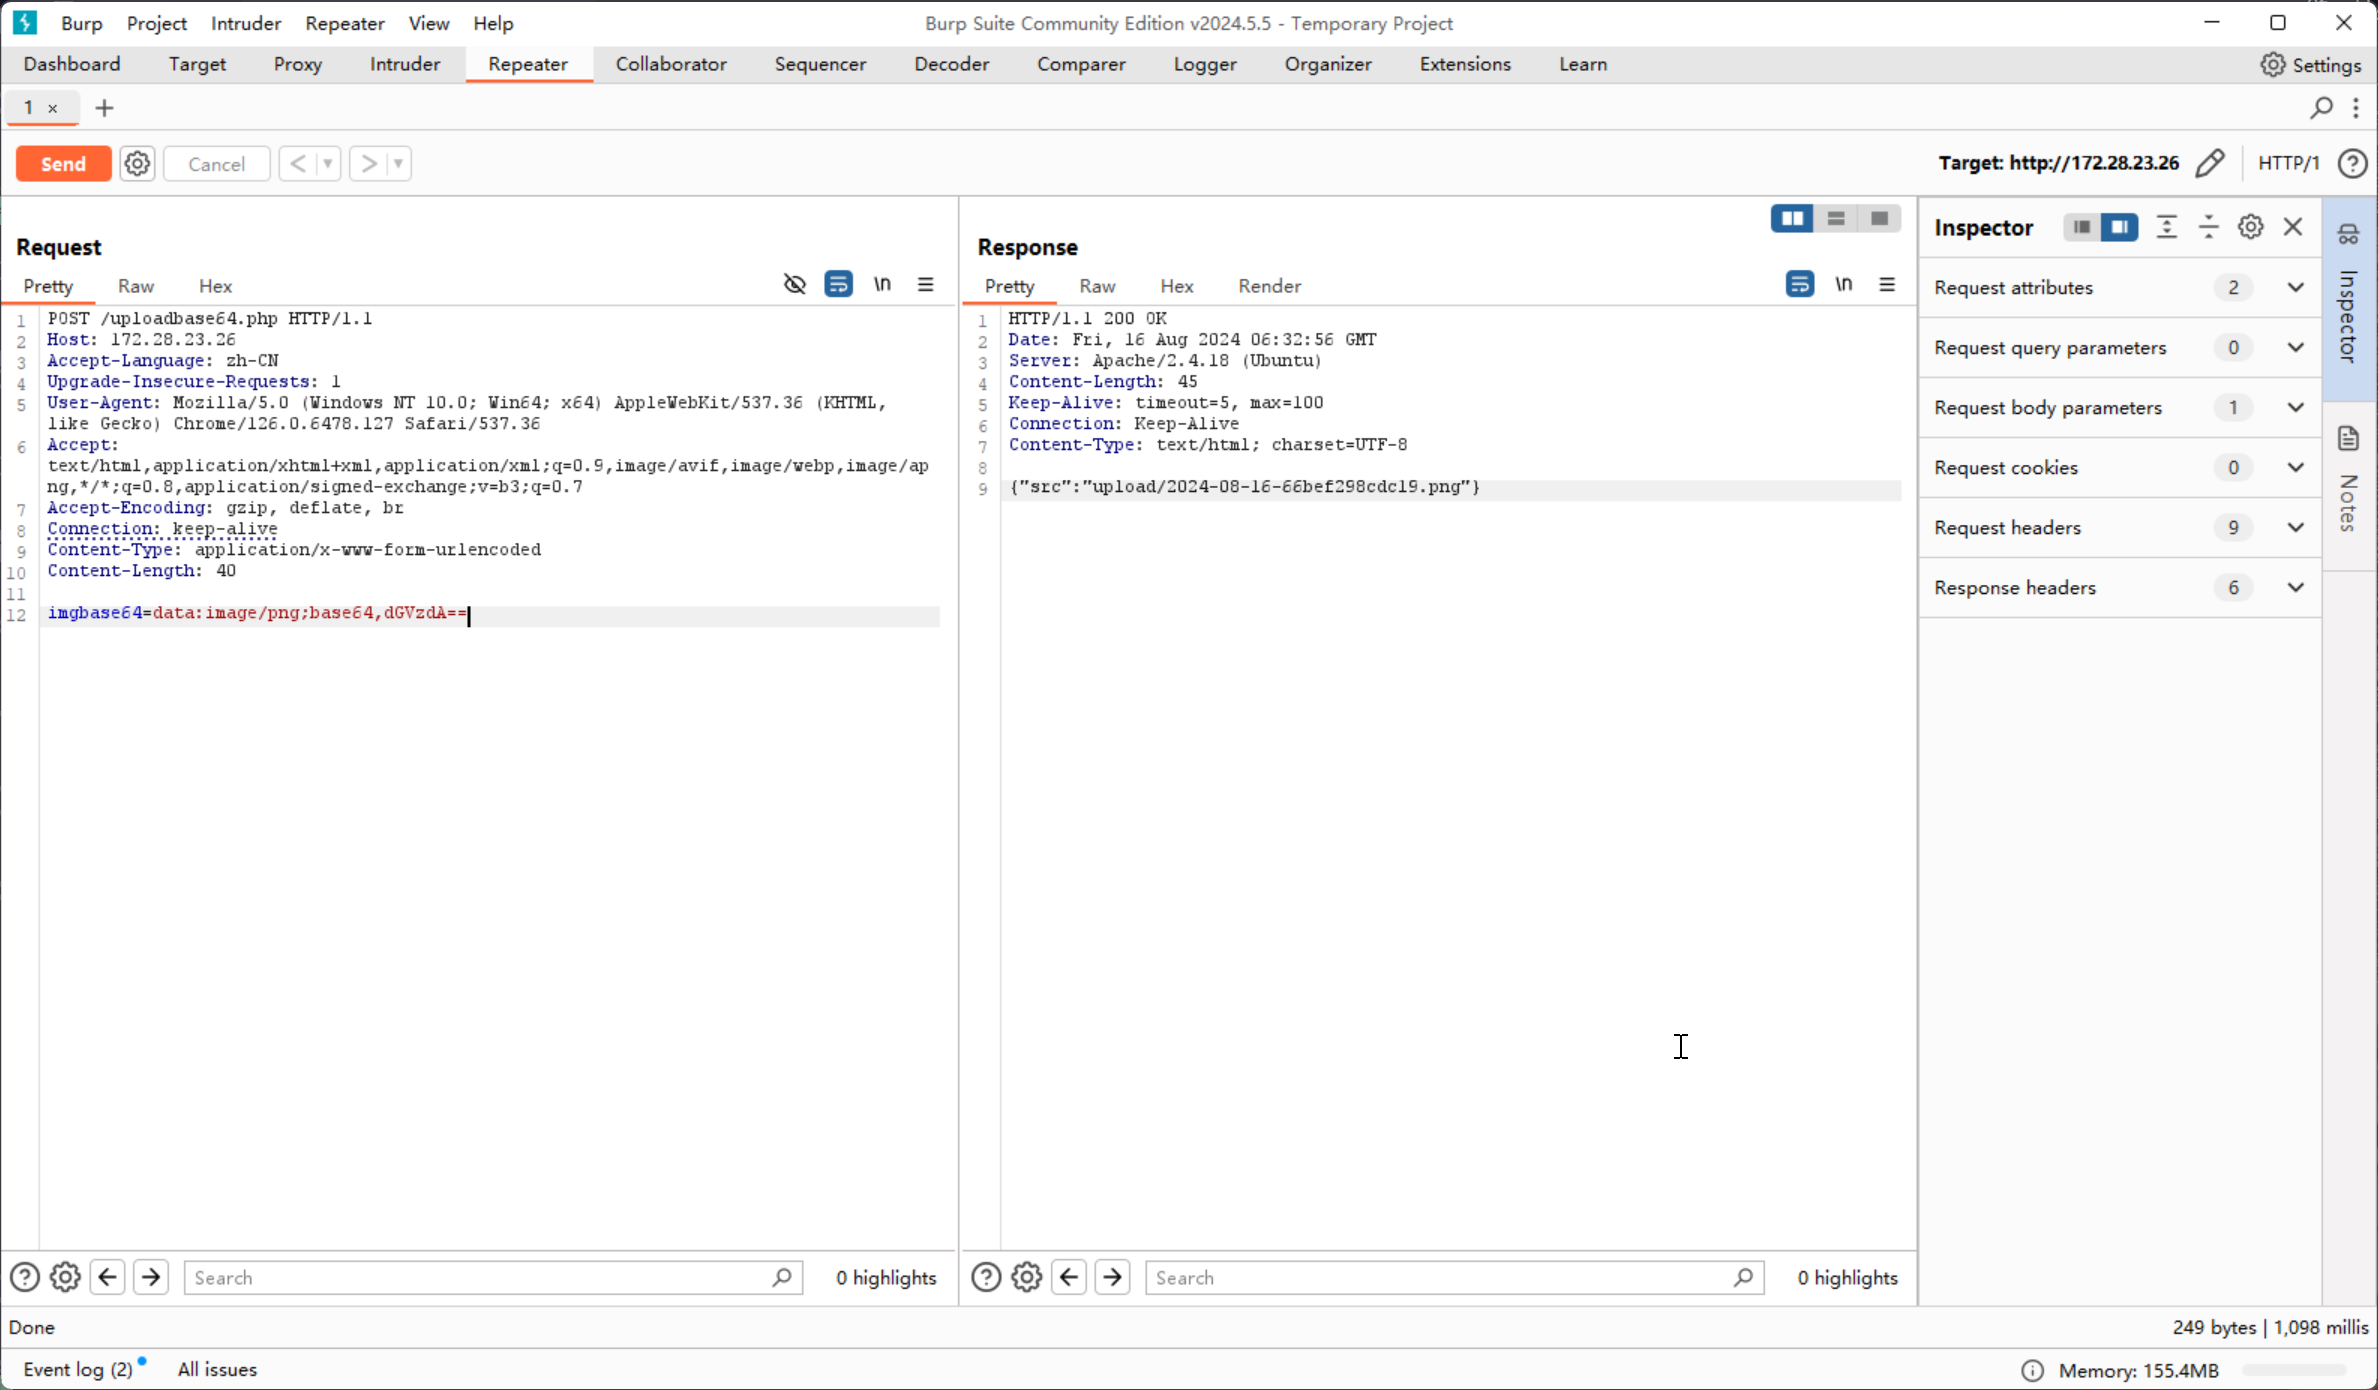 Burp Project Intruder Repeater View Help Burp Suite Community Edition v2024.5.5 - Temporary Project
Dashboard Target Proxy Intruder Repeater Collaborator Sequencer Decoder Comparer Logger Organizer Extensions Learn Settings
1 × +
Send Cancel < > Target: http://172.28.23.26 HTTP/1
Request
Pretty Raw Hex \n
1 POST /uploadbase64.php HTTP/1.1
2 Host: 172.28.23.26
3 Accept-Language: zh-CN
4 Upgrade-Insecure-Requests: 1
5 User-Agent: Mozilla/5.0 (Windows NT 10.0; Win64; x64) AppleWebKit/537.36 (KHTML,
like Gecko) Chrome/126.0.6478.127 Safari/537.36
6 Accept:
text/html,application/xhtml+xml,application/xml;q=0.9,image/avif,image/webp,image/ap
ng,*/*;q=0.8,application/signed-exchange;v=b3;q=0.7
7 Accept-Encoding: gzip, deflate, br
8 Connection: keep-alive
9 Content-Type: application/x-www-form-urlencoded
10 Content-Length: 40
11
12 imgbase64=data:image/png;base64,dGVzdA==
Search 0 highlights
Response
Pretty Raw Hex Render \n
1 HTTP/1.1 200 OK
2 Date: Fri, 16 Aug 2024 06:32:56 GMT
3 Server: Apache/2.4.18 (Ubuntu)
4 Content-Length: 45
5 Keep-Alive: timeout=5, max=100
6 Connection: Keep-Alive
7 Content-Type: text/html; charset=UTF-8
8
9 {"src":"upload/2024-08-16-66bef298cdc19.png"}
Search 0 highlights
Inspector
Request attributes 2
Request query parameters 0
Request body parameters 1
Request cookies 0
Request headers 9
Response headers 6
Inspector
Notes
Done 249 bytes | 1,098 millis
Event log (2) All issues Memory: 155.4MB